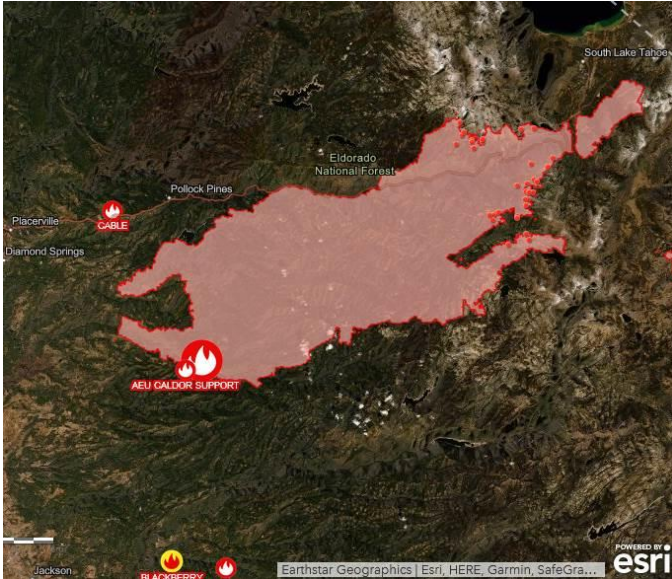 South Lake Tahoe
Eldorado
National Forest
Pollock Pines
CABLE
Placerville
Diamond Springs
AEU CALDOR SUPPORT
Jackson
BLACKBERRY
Earthstar Geographics | Esri, HERE, Garmin, SafeGra...
POWERED BY
esri